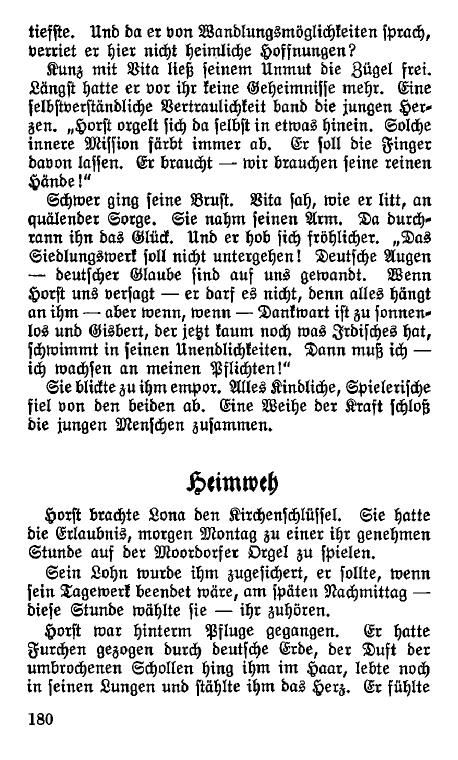 tieffte. Und da er von Wandlungsmöglichkeiten sprach,
verriet er hier nicht heimliche Hoffnungen?
Kunz mit Vita ließ seinem Unmut die Zügel frei.
Längst hatte er vor ihr keine Geheimnisse mehr. Eine
selbstverständliche Vertraulichkeit band die jungen Her-
zen. „Horst orgelt sich da selbst in etwas hinein. Solche
innere Mission färbt immer ab. Er soll die Finger
davon lassen. Er braucht — wir brauchen seine reinen
Hände!"
Schwer ging seine Brust. Vita sah, wie er litt, an
quälender Sorge. Sie nahm seinen Arm. Da durch-
rann ihn das Glück. Und er hob sich fröhlicher. „Das
Siedlungswerk soll nicht untergehen! Deutsche Augen
— deutscher Glaube sind auf uns gewandt. Wenn
Horst uns versagt — er darf es nicht, denn alles hängt
an ihm — aber wenn, wenn — Dankwart ist zu sonnen-
los und Gisbert, der jetzt kaum noch was Irdisches hat,
schwimmt in seinen Unendlichkeiten. Dann muß ich —
ich wachsen an meinen Pflichten!"
Sie blickte zu ihm empor. Alles Kindliche, Spielerische
fiel von den beiden ab. Eine Weihe der Kraft schloß
die jungen Menschen zusammen.
Heimweh
Horst brachte Lona den Kirchenschlüssel. Sie hatte
die Erlaubnis, morgen Montag zu einer ihr genehmen
Stunde auf der Moordorfer Orgel zu spielen.
Sein Lohn wurde ihm zugesichert, er sollte, wenn
sein Tagewerk beendet wäre, am späten Nachmittag —
diese Stunde wählte sie — ihr zuhören.
Horst war hinterm Pfluge gegangen. Er hatte
Furchen gezogen durch deutsche Erde, der Duft der
umbrochenen Schollen hing ihm im Haar, lebte noch
in seinen Lungen und stählte ihm das Herz. Er fühlte
180